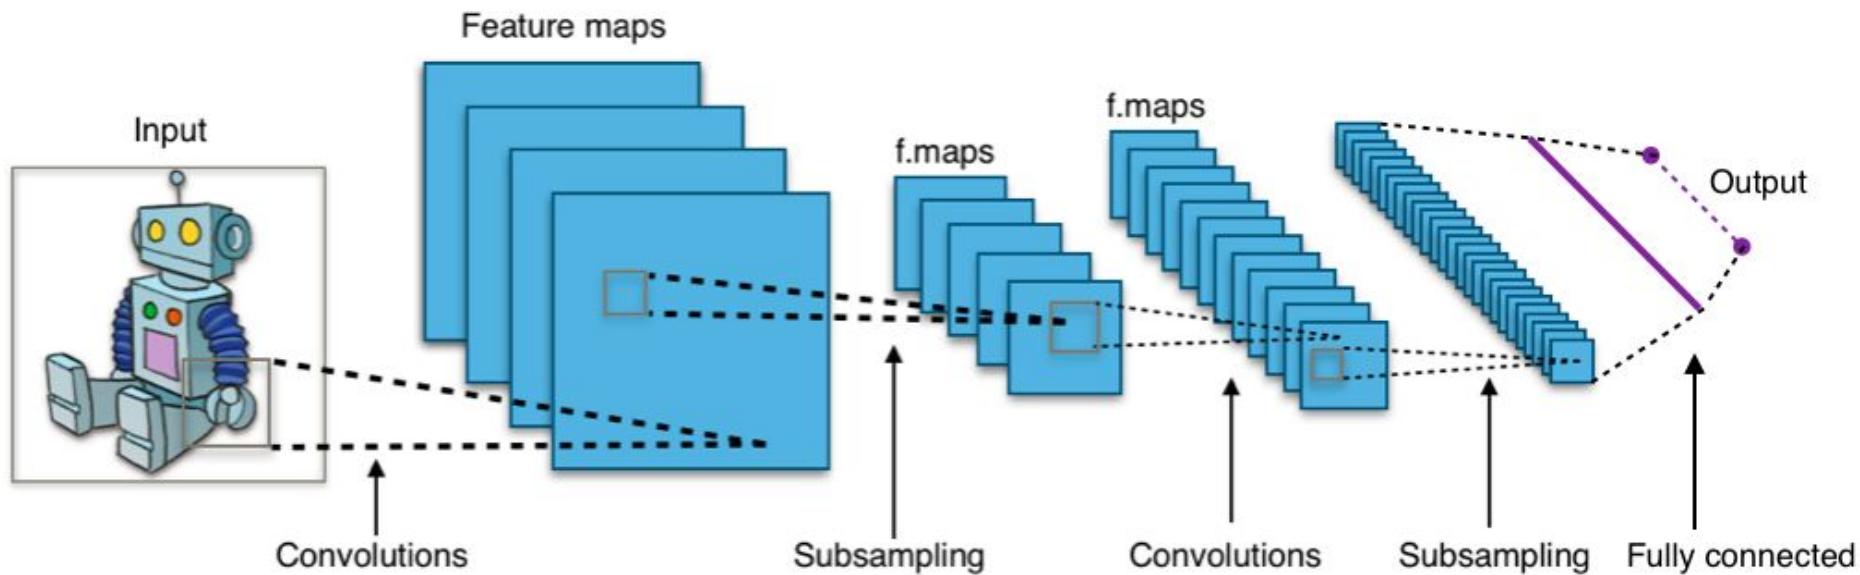 Feature maps
Input
f.maps
f.maps
Output
Convolutions
Subsampling
Convolutions
Subsampling
Fully connected